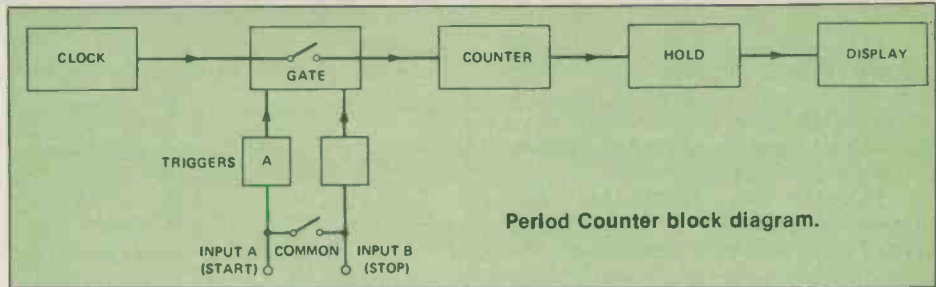 CLOCK
GATE
COUNTER
HOLD
DISPLAY
TRIGGERS
A
Period Counter block diagram.
INPUT A
(START)
COMMON
INPUT B
(STOP)